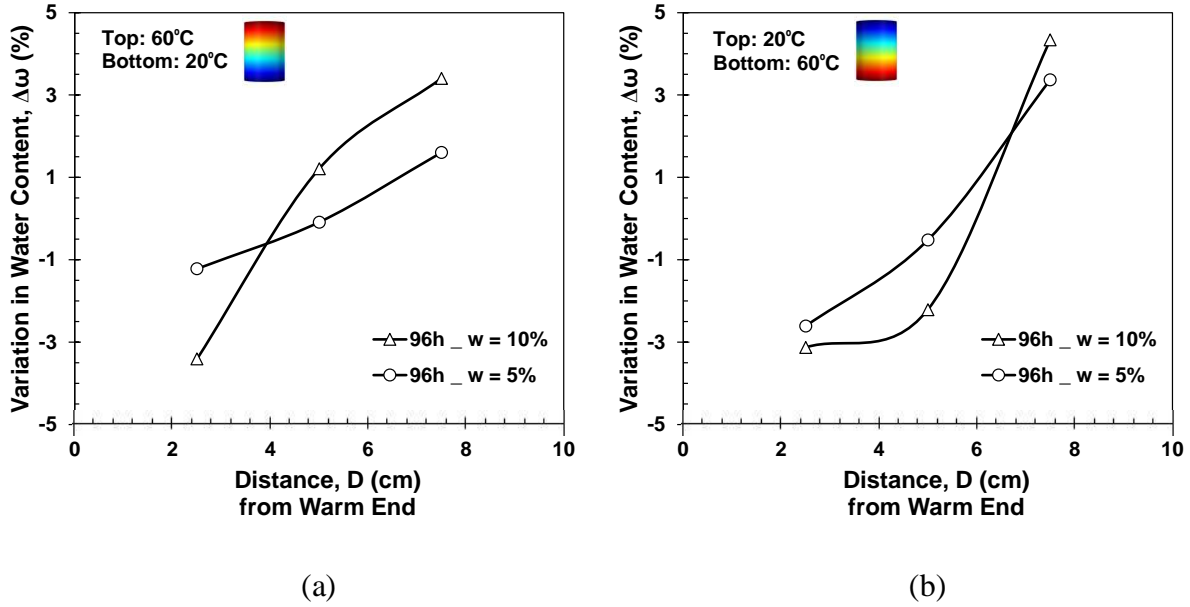 Variation in Water Content, Δω (%)
5
3
1
-1
-3
-5
Top: 60°C
Bottom: 20°C
96h _ w = 10%
96h _ w = 5%
0
2
4
6
8
10
Distance, D (cm)
from Warm End
(a)
Variation in Water Content, Δω (%)
5
3
1
-1
-3
-5
Top: 20°C
Bottom: 60°C
96h _ w = 10%
96h _ w = 5%
0
2
4
6
8
10
Distance, D (cm)
from Warm End
(b)